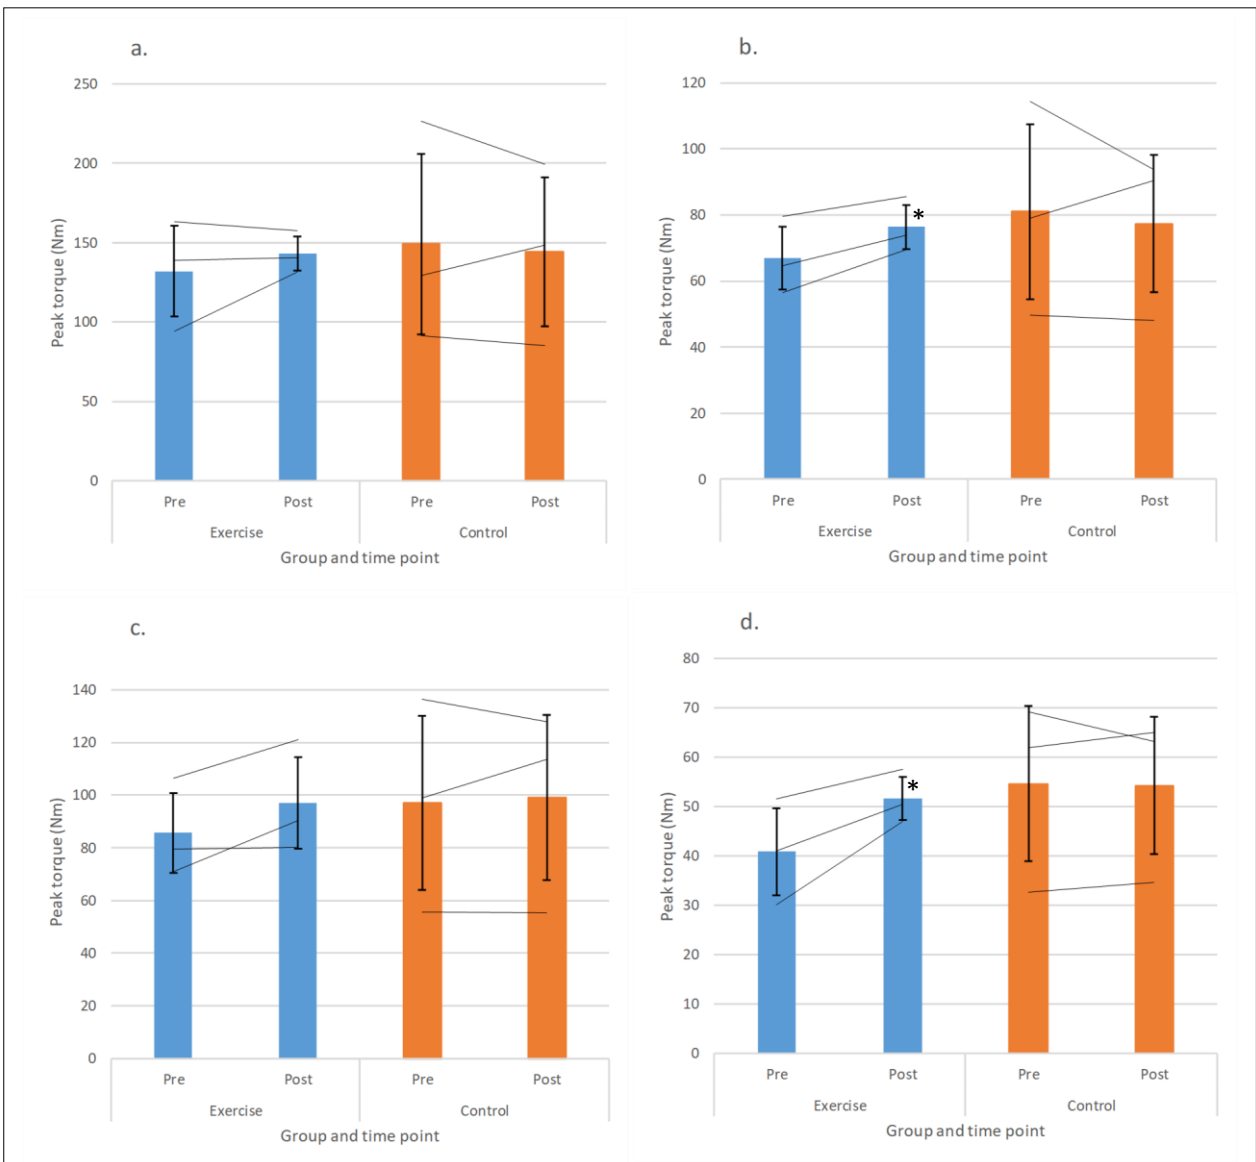 a.
250
200
150
100
50
0
Peak torque (Nm)
Pre Post Pre Post
Exercise Control
Group and time point
b.
120
100
80
60
40
20
0
Peak torque (Nm)
*
Pre Post Pre Post
Exercise Control
Group and time point
c.
140
120
100
80
60
40
20
0
Peak torque (Nm)
Pre Post Pre Post
Exercise Control
Group and time point
d.
80
70
60
50
40
30
20
10
0
Peak torque (Nm)
*
Pre Post Pre Post
Exercise Control
Group and time point